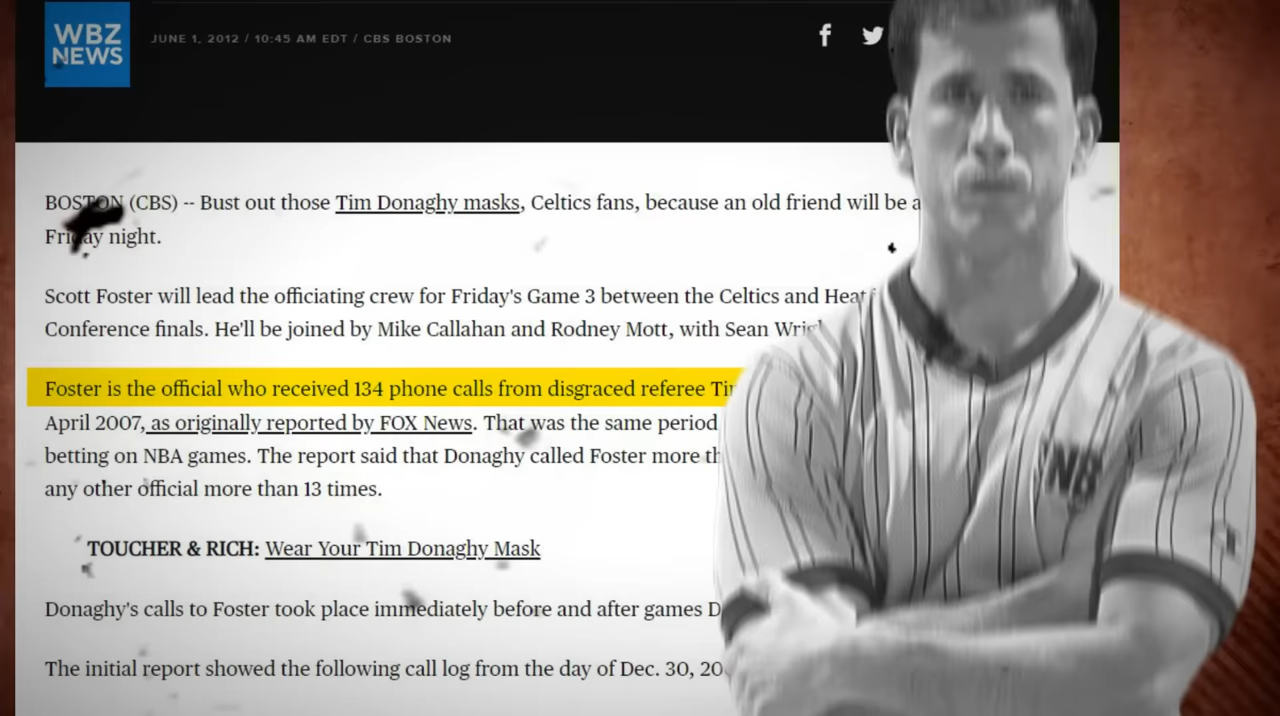 WBZ
NEWS
JUNE 1, 2012 / 10:45 AM EDT / CBS BOSTON
BOSTON (CBS) -- Bust out those Tim Donaghy masks, Celtics fans, because an old friend will be
Friday night.
Scott Foster will lead the officiating crew for Friday's Game 3 between the Celtics and Heat
Conference finals. He'll be joined by Mike Callahan and Rodney Mott, with Sean
Foster is the official who received 134 phone calls from disgraced referee
April 2007, as originally reported by FOX News. That was the same period
betting on NBA games. The report said that Donaghy called Foster more
any other official more than 13 times.
TOUCHER & RICH: Wear Your Tim Donaghy Mask
Donaghy's calls to Foster took place immediately before and after games
The initial report showed the following call log from the day of Dec. 30,
NB